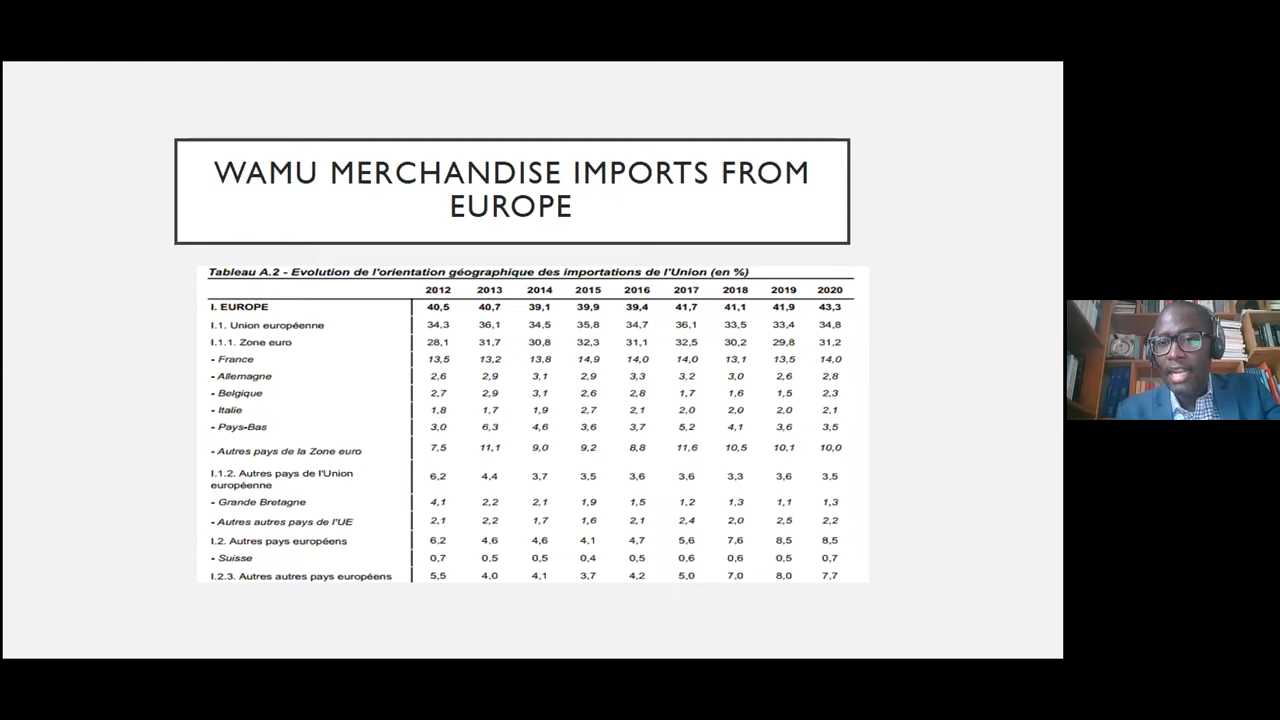 WAMU MERCHANDISE IMPORTS FROM
EUROPE
Tableau A.2 - Evolution de l'orientation géographique des importations de l'Union (en %)
2012 2013 2014 2015 2016 2017 2018 2019 2020
I. EUROPE 40,5 40,7 39,1 39,9 39,4 41,7 41,1 41,9 43,3
I.1. Union européenne 34,3 36,1 34,5 35,8 34,7 36,1 33,5 33,4 34,8
I.1.1. Zone euro 28,1 31,7 30,8 32,3 31,1 32,5 30,2 29,8 31,2
- France 13,5 13,2 13,8 14,9 14,0 14,0 13,1 13,5 14,0
- Allemagne 2,6 2,9 3,1 2,9 3,3 3,2 3,0 2,6 2,8
- Belgique 2,7 2,9 3,1 2,6 2,8 1,7 1,6 1,5 2,3
- Italie 1,8 1,7 1,9 2,7 2,1 2,0 2,0 2,0 2,1
- Pays-Bas 3,0 6,3 4,6 3,6 3,7 5,2 4,1 3,6 3,5
- Autres pays de la Zone euro 7,5 11,1 9,0 9,2 8,8 11,6 10,5 10,1 10,0
I.1.2. Autres pays de l'Union
européenne 6,2 4,4 3,7 3,5 3,6 3,6 3,3 3,6 3,5
- Grande Bretagne 4,1 2,2 2,1 1,9 1,5 1,2 1,3 1,1 1,3
- Autres autres pays de l'UE 2,1 2,2 1,7 1,6 2,1 2,4 2,0 2,5 2,2
I.2. Autres pays européens 6,2 4,6 4,6 4,1 4,7 5,6 7,6 8,5 8,5
- Suisse 0,7 0,5 0,5 0,4 0,5 0,6 0,6 0,5 0,7
I.2.3. Autres autres pays européens 5,5 4,0 4,1 3,7 4,2 5,0 7,0 8,0 7,7